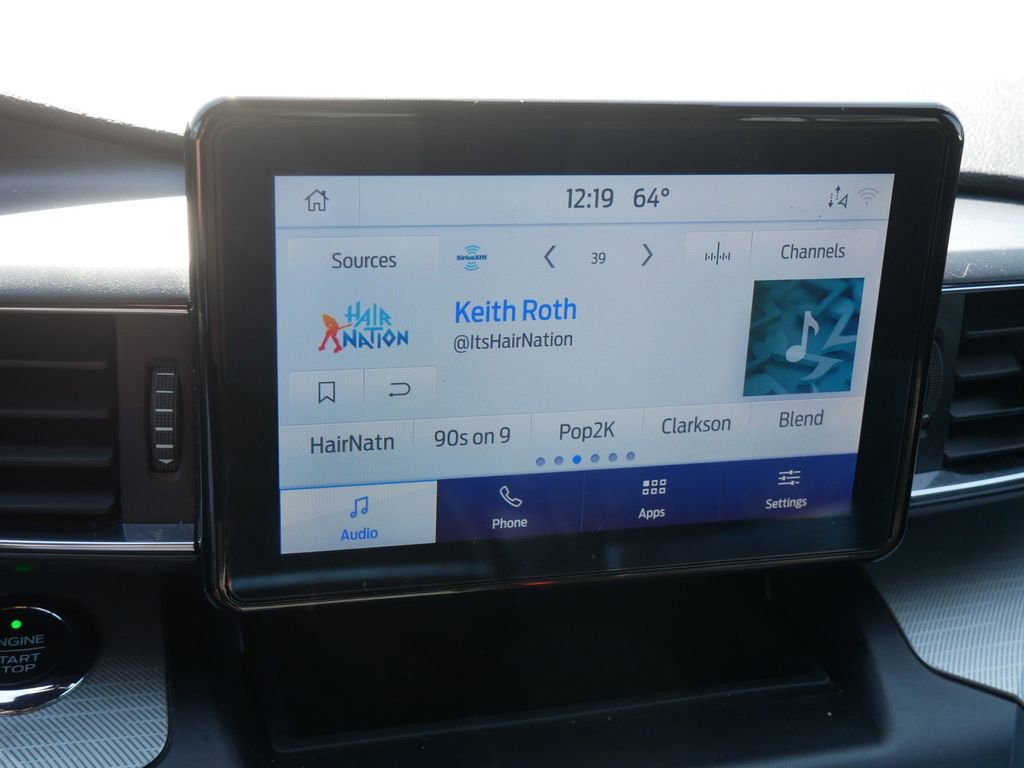 12:19 64°
Sources
SiriusXM
39
Channels
HAIR
NATION
Keith Roth
@ItsHairNation
HairNatn
90s on 9
Pop2K
Clarkson
Blend
Audio
Phone
Apps
Settings
ENGINE
START
STOP